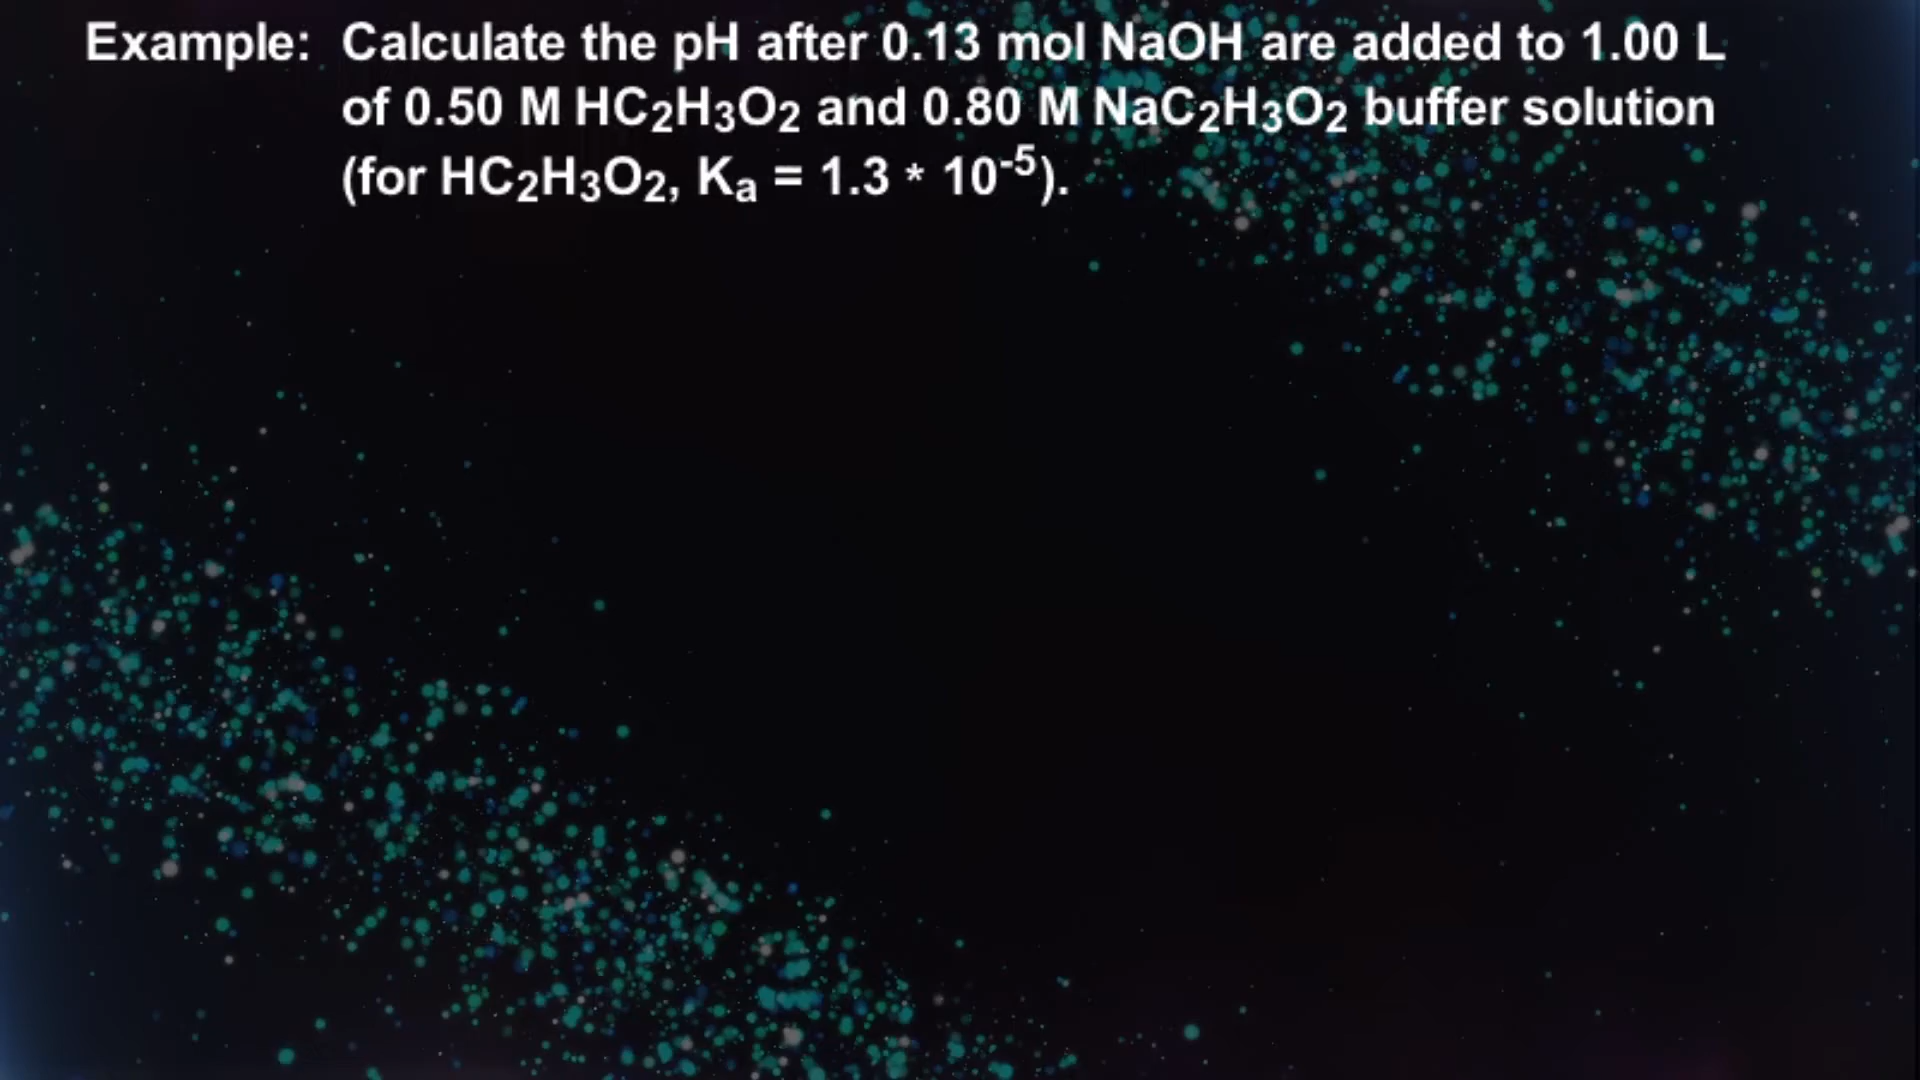 Example: Calculate the pH after 0.13 mol NaOH are added to 1.00 L
of 0.50 M HC₂H₃O₂ and 0.80 M NaC₂H₃O₂ buffer solution
(for HC₂H₃O₂, Kₐ = 1.3 * 10⁻⁵).